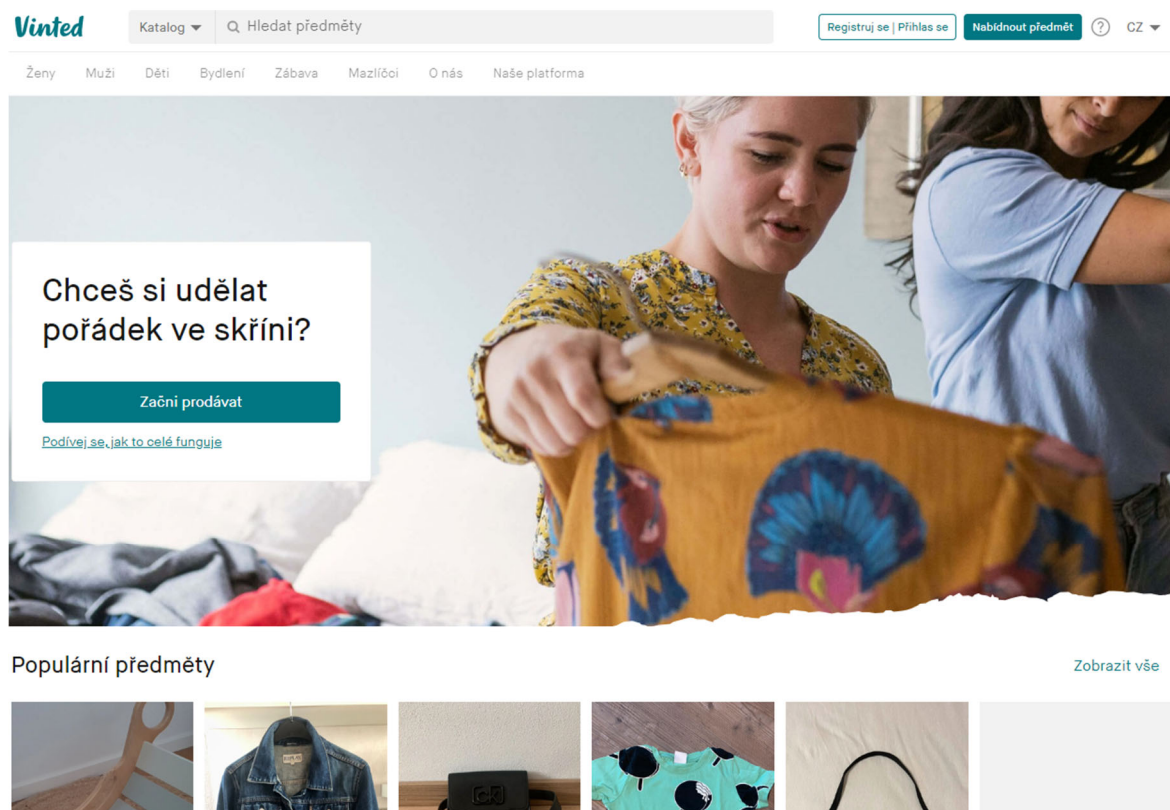 Vinted
Katalog
Hledat předměty
Registruj se | Přihlas se
Nabídnout předmět
?
CZ
Ženy
Muži
Děti
Bydlení
Zábava
Mazlíčci
O nás
Naše platforma
Chceš si udělat
pořádek ve skříni?
Začni prodávat
Podívej se, jak to celé funguje
Populární předměty
Zobrazit vše